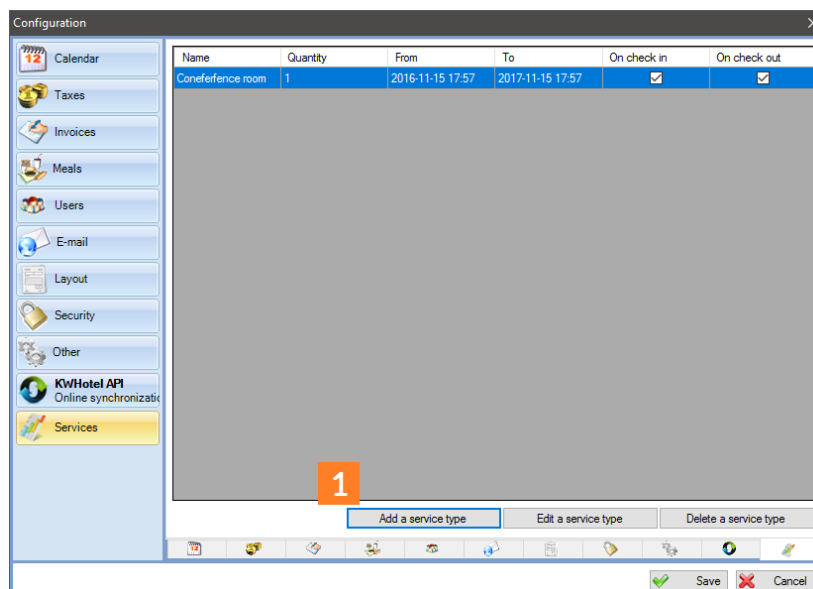 Configuration
Calendar
Taxes
Invoices
Meals
Users
E-mail
Layout
Security
Other
KWHotel API
Online synchronizatic
Services
Name Quantity From To On check in On check out
Coneferfence room 1 2016-11-15 17:57 2017-11-15 17:57
1
Add a service type Edit a service type Delete a service type
Save Cancel